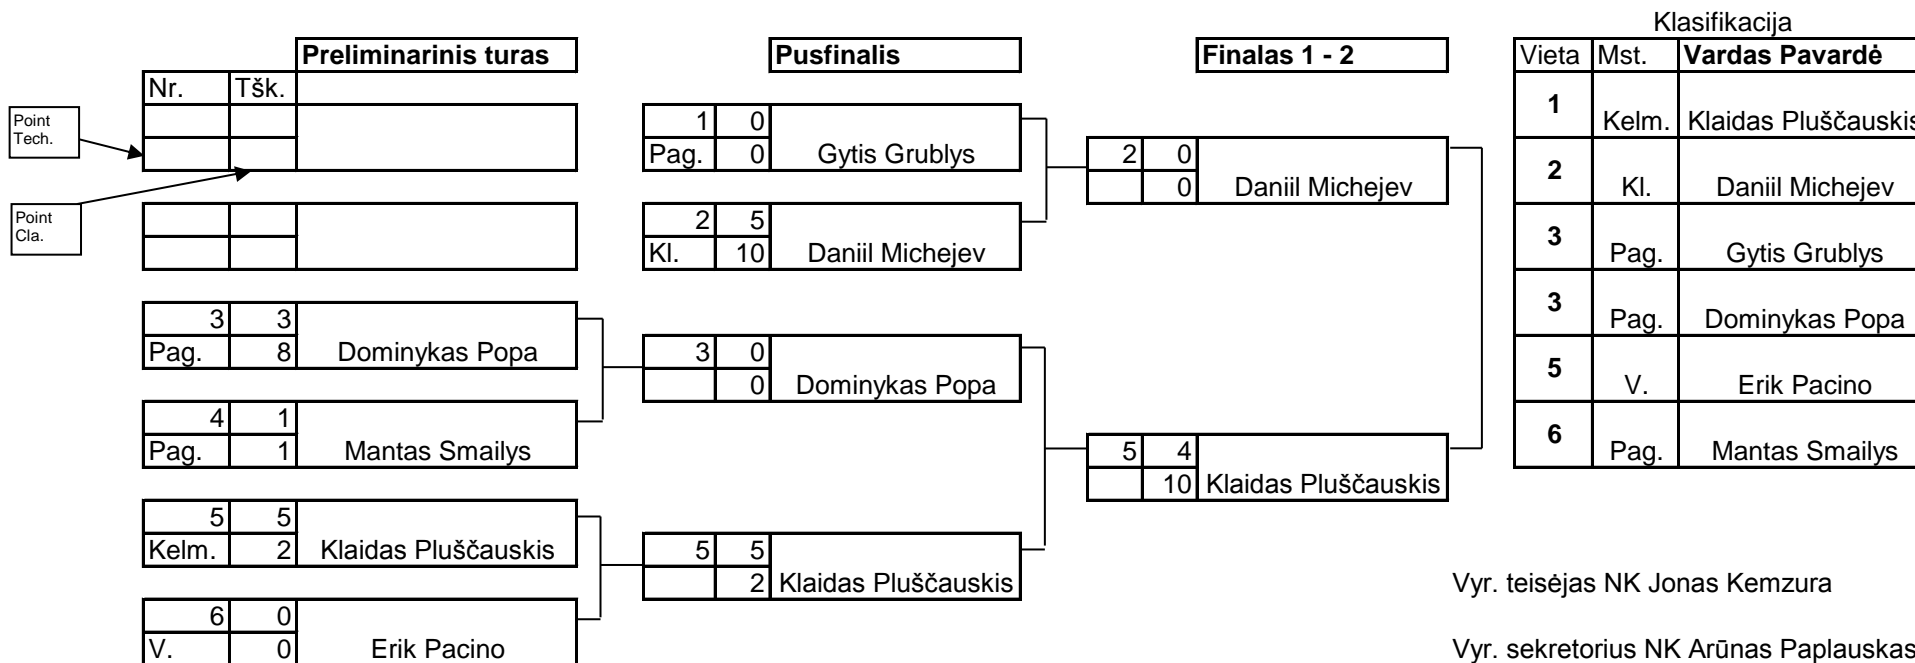 Klasifikacija
Preliminarinis turas Pusfinalis Finalas 1 - 2 Vieta Mst. Vardas Pavardė
Nr. Tšk.
Point
Tech.
Point
Cla.
3 3
Pag. 8 Dominykas Popa
4 1
Pag. 1 Mantas Smailys
5 5
Kelm. 2 Klaidas Pluščauskis
6 0
V. 0 Erik Pacino
1 0
Pag. 0 Gytis Grublys
2 5
Kl. 10 Daniil Michejev
3 0
0 Dominykas Popa
5 5
2 Klaidas Pluščauskis
2 0
0 Daniil Michejev
5 4
10 Klaidas Pluščauskis
1 Kelm. Klaidas Pluščauskis
2 Kl. Daniil Michejev
3 Pag. Gytis Grublys
3 Pag. Dominykas Popa
5 V. Erik Pacino
6 Pag. Mantas Smailys
Vyr. teisėjas NK Jonas Kemzura
Vyr. sekretorius NK Arūnas Paplauskas